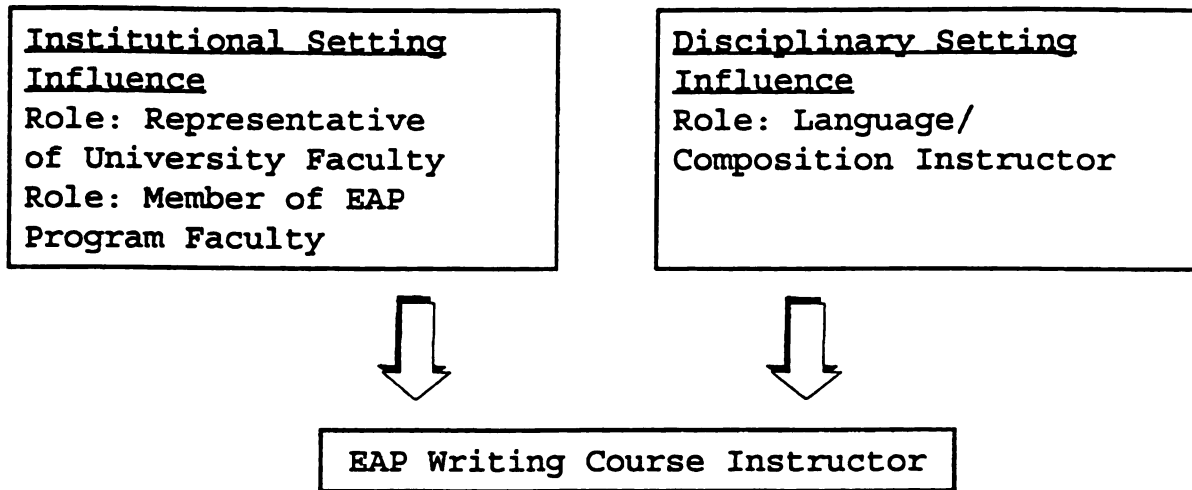 Institutional Setting
Influence
Role: Representative
of University Faculty
Role: Member of EAP
Program Faculty
Disciplinary Setting
Influence
Role: Language/
Composition Instructor
EAP Writing Course Instructor